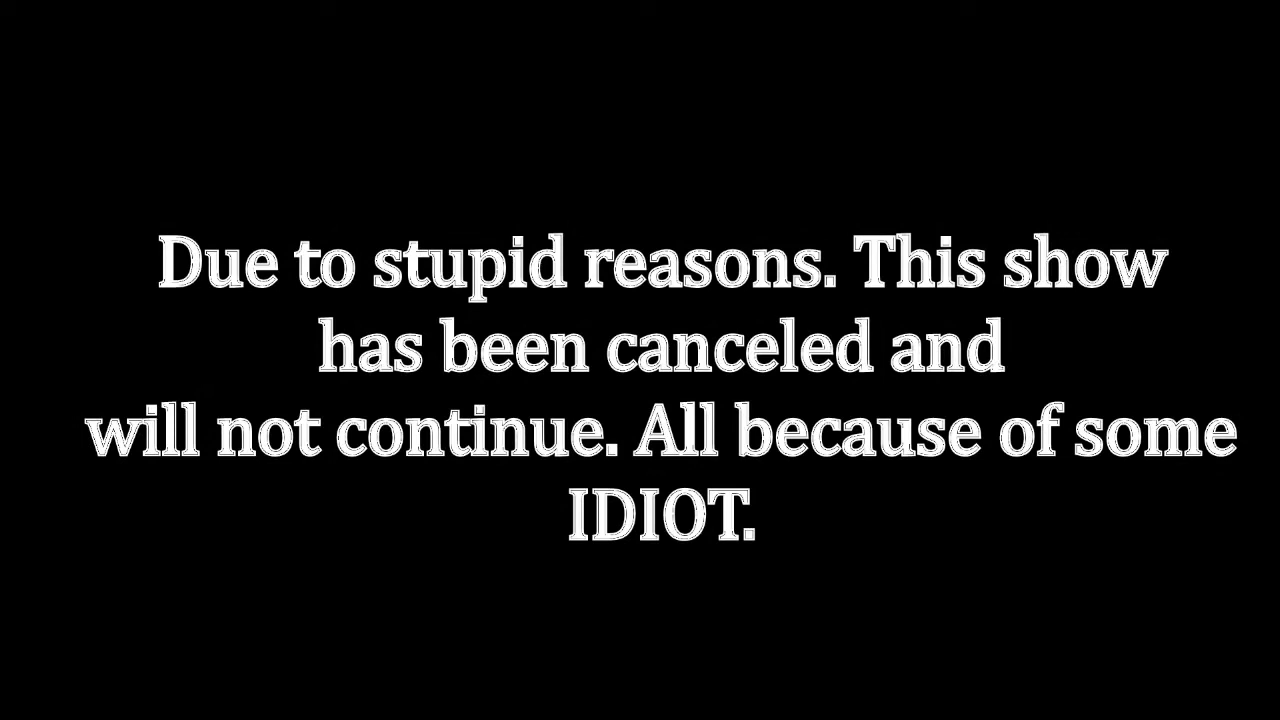 Due to stupid reasons. This show
has been canceled and
will not continue. All because of some
IDIOT.